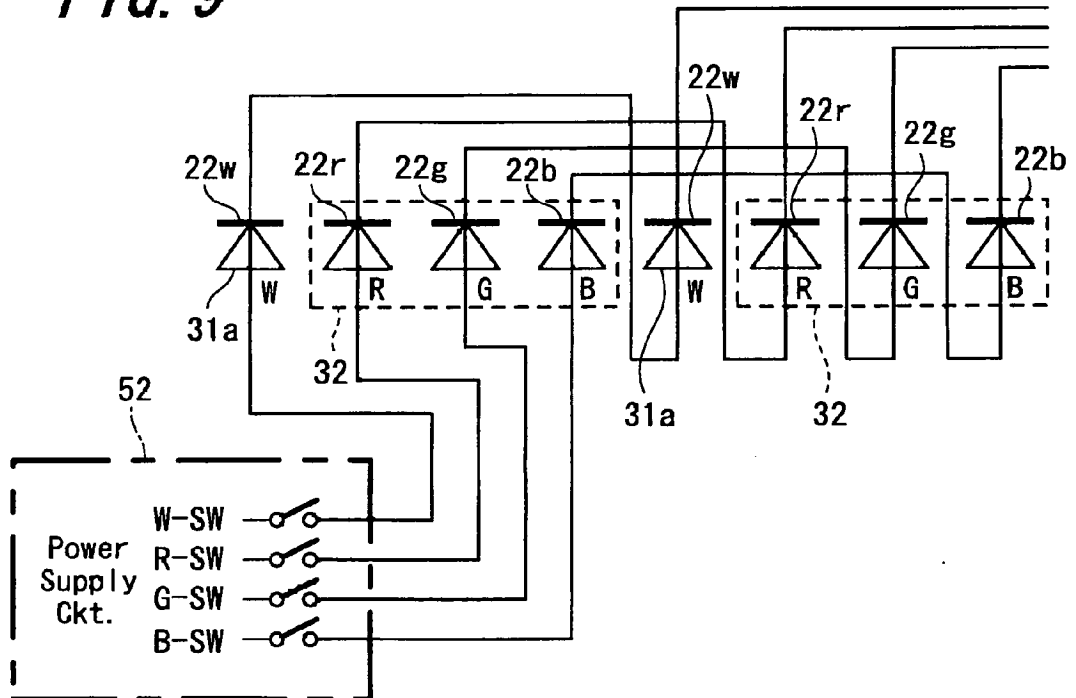 FIG. 9
22w
22r
22w
22r
22g
22b
22g
22b
W
R
G
B
W
R
G
B
31a
32
31a
32
52
W-SW
R-SW
G-SW
B-SW
Power
Supply
Ckt.